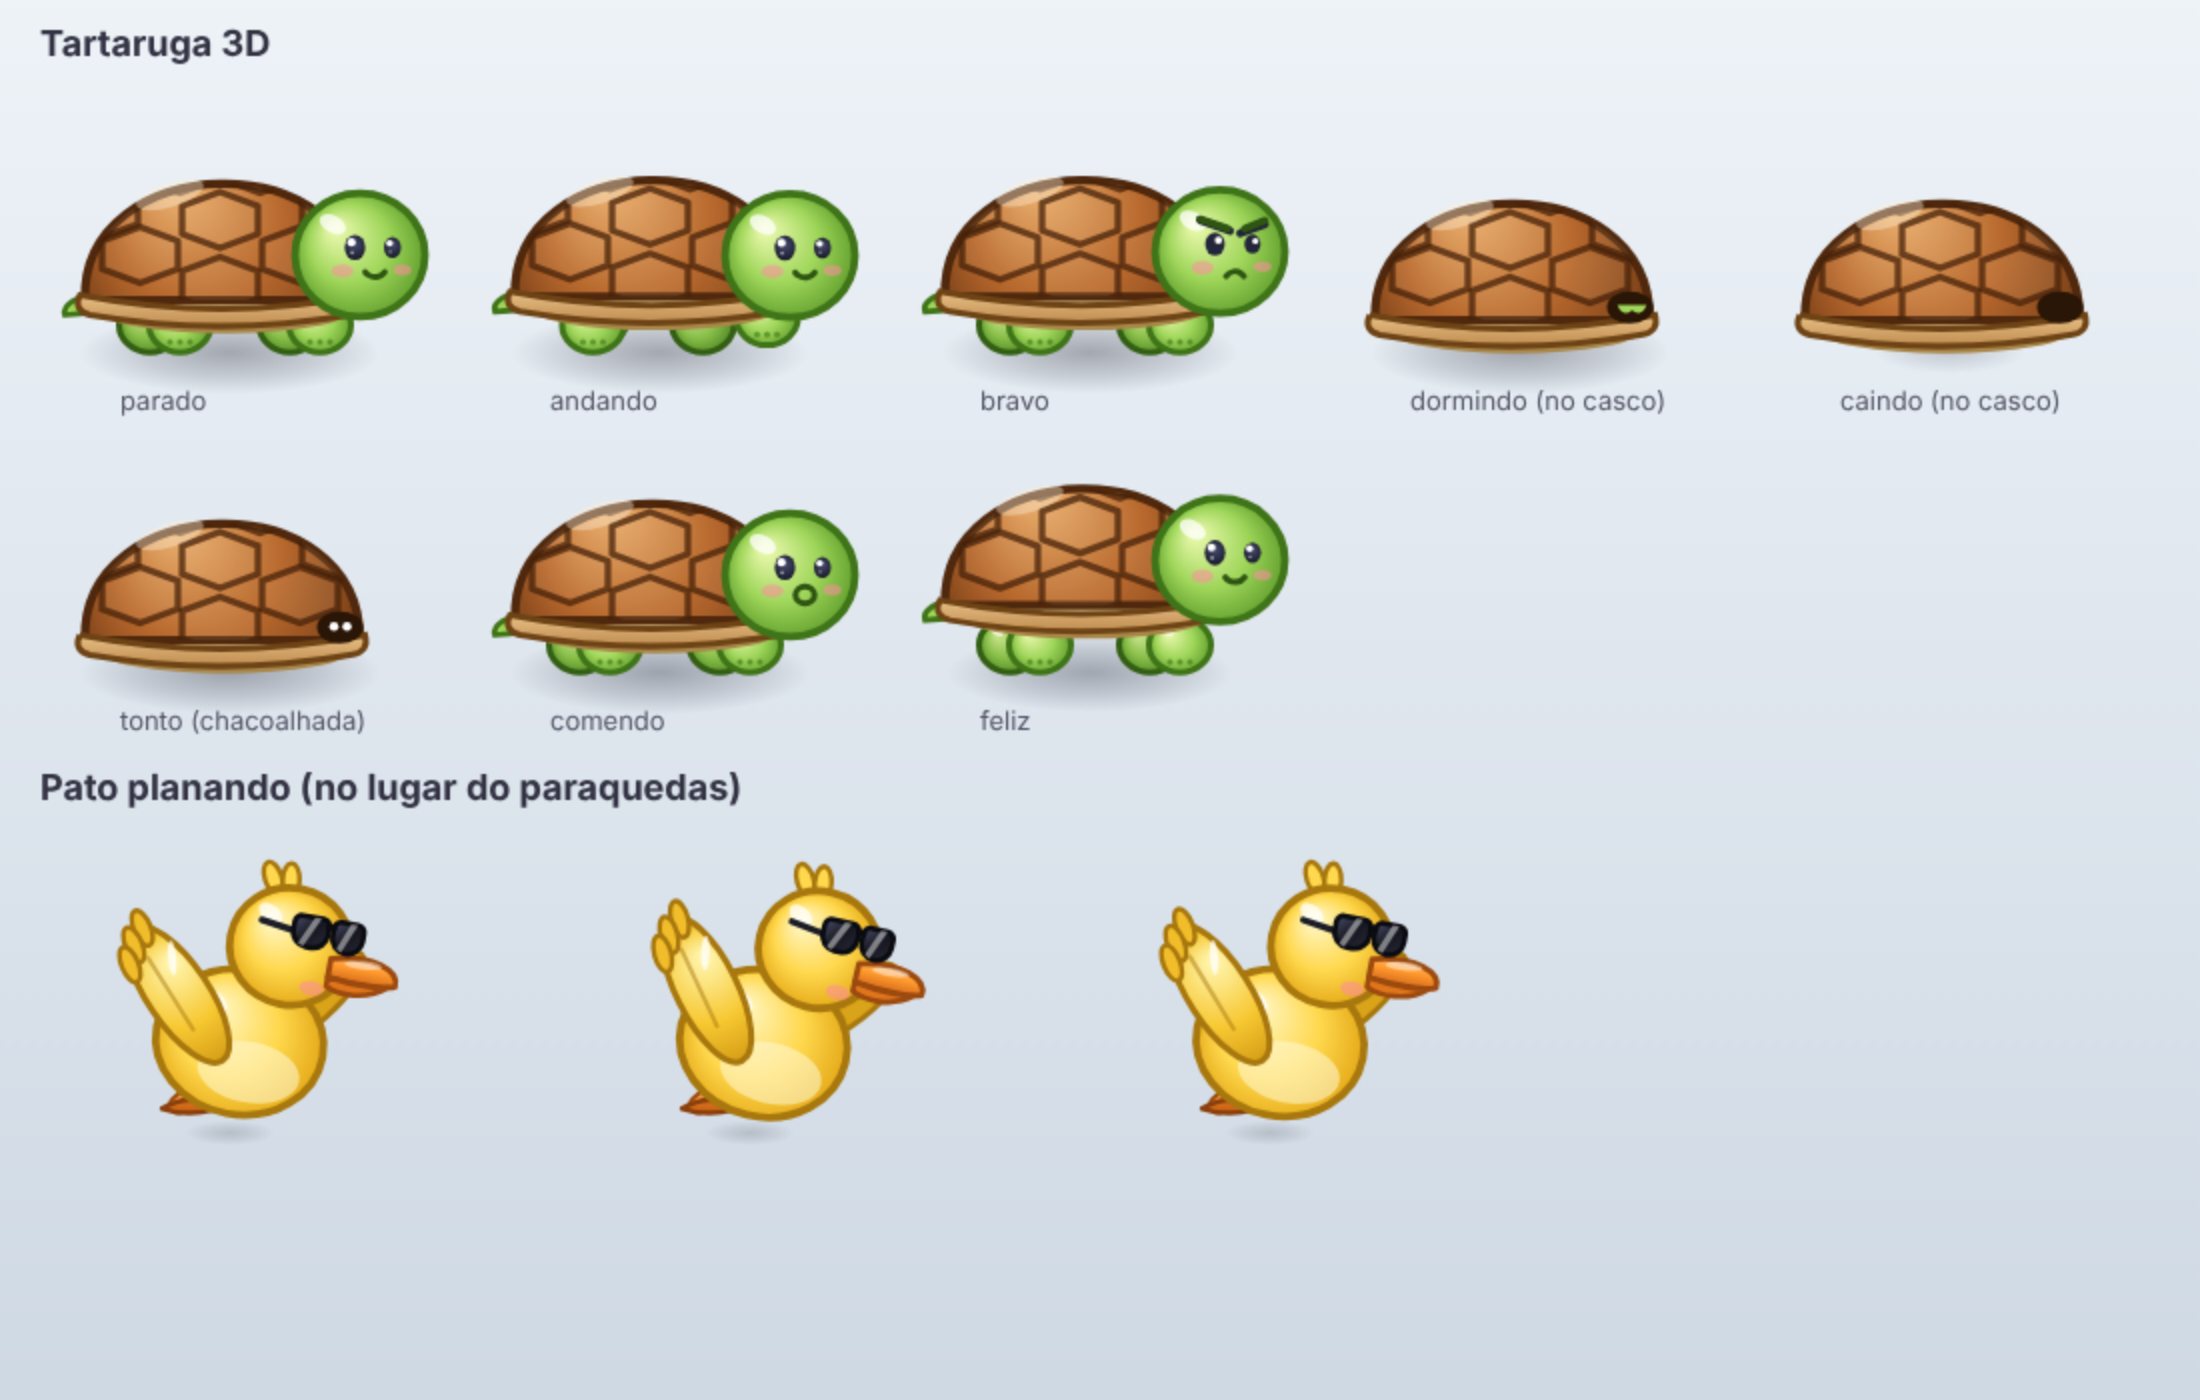 Tartaruga 3D
parado
andando
bravo
dormindo (no casco)
caindo (no casco)
tonto (chacoalhada)
comendo
feliz
Pato planando (no lugar do paraquedas)